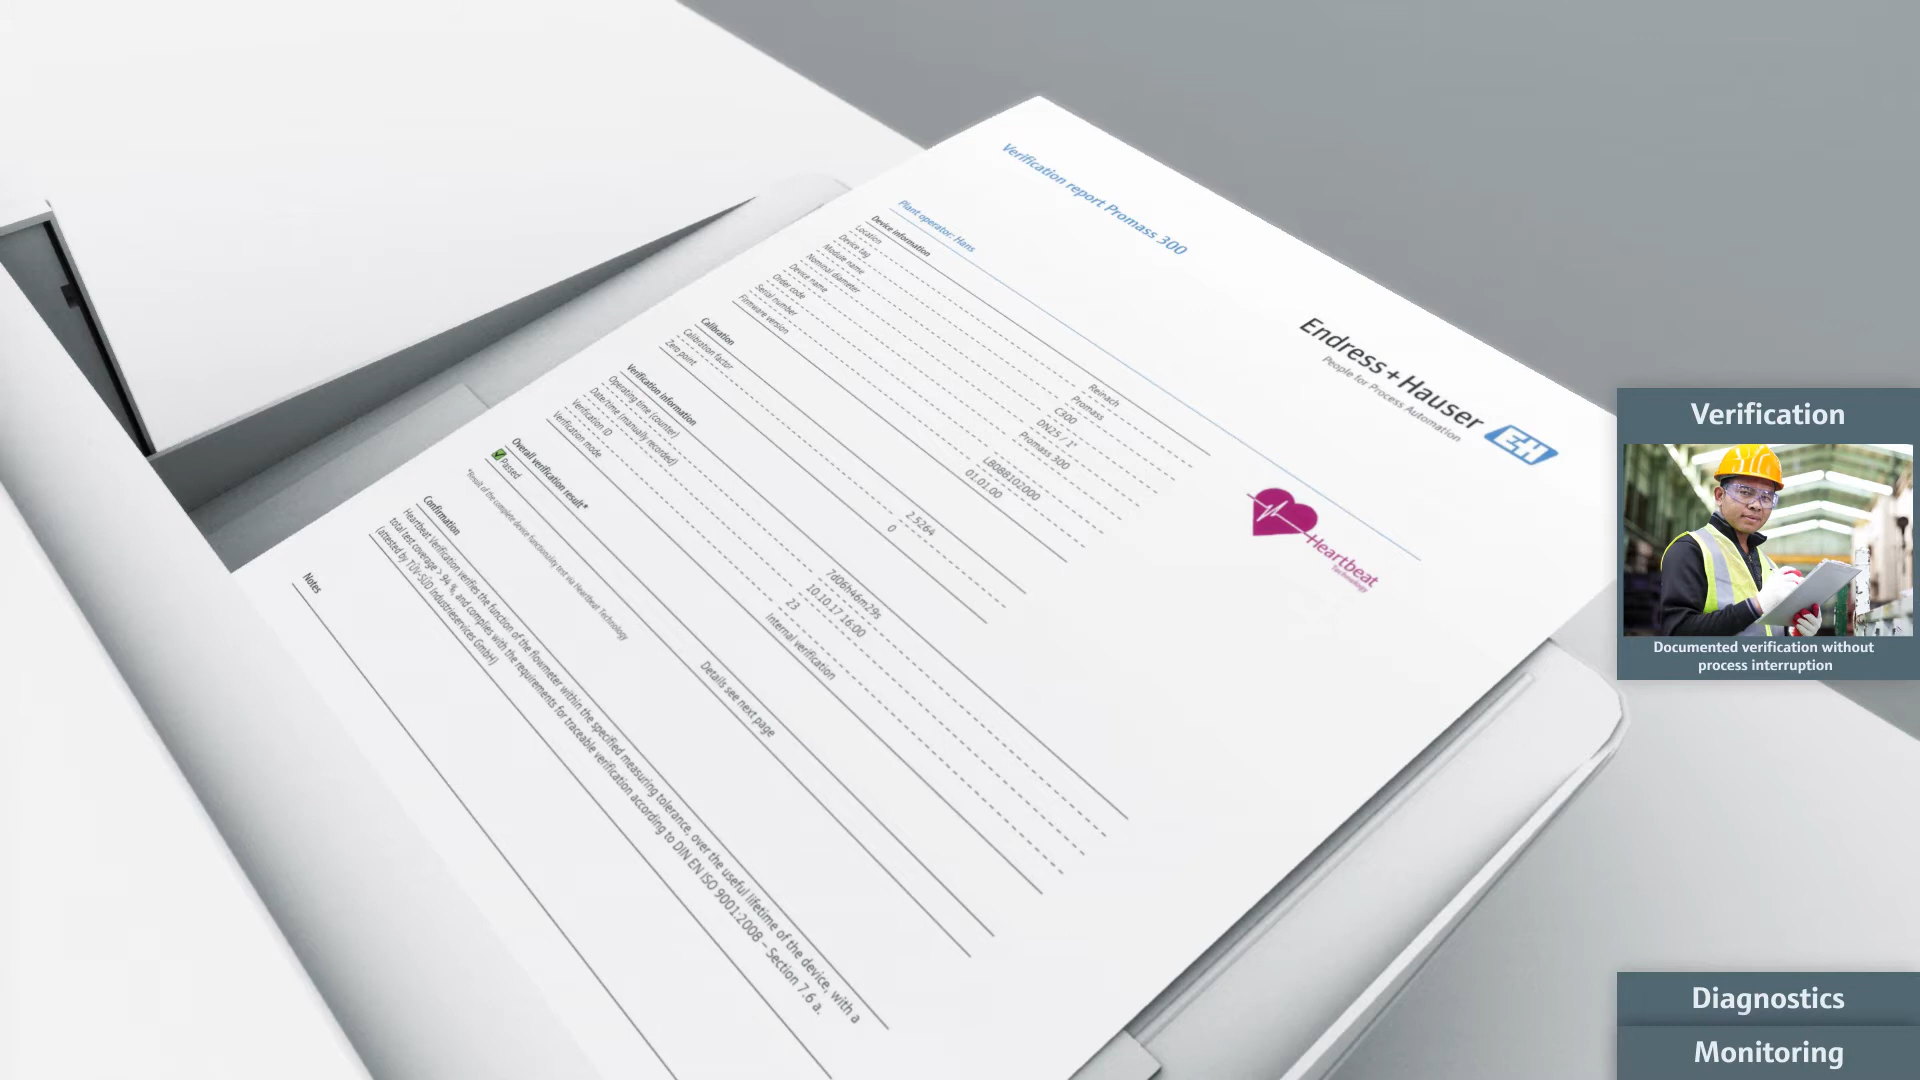 Verification report Promass 300
Plant operator: Hans
Endress+Hauser
People for Process Automation
EH
Heartbeat
Technology
Device information
Location Reinach
Device tag Promass
Module name C300
Nominal diameter DN25 / 1"
Device name Promass 300
Order code
Serial number LB08B102000
Firmware version 01.01.00
Calibration
Calibration factor 2.5264
Zero point 0
Verification information
Operating time (counter) 7d06h46m29s
Date/time (manually recorded) 10.10.17 16:00
Verification ID 23
Verification mode Internal verification
Overall verification result*
Passed Details see next page
*Result of the complete device functionality test via Heartbeat Technology
Confirmation
Heartbeat Verification verifies the function of the flowmeter within the specified measuring tolerance, over the useful lifetime of the device, with a
total test coverage > 94 %, and complies with the requirements for traceable verification according to DIN EN ISO 9001:2008 – Section 7.6 a.
(attested by TÜV-SÜD Industrieservices GmbH)
Notes
Verification
Documented verification without
process interruption
Diagnostics
Monitoring